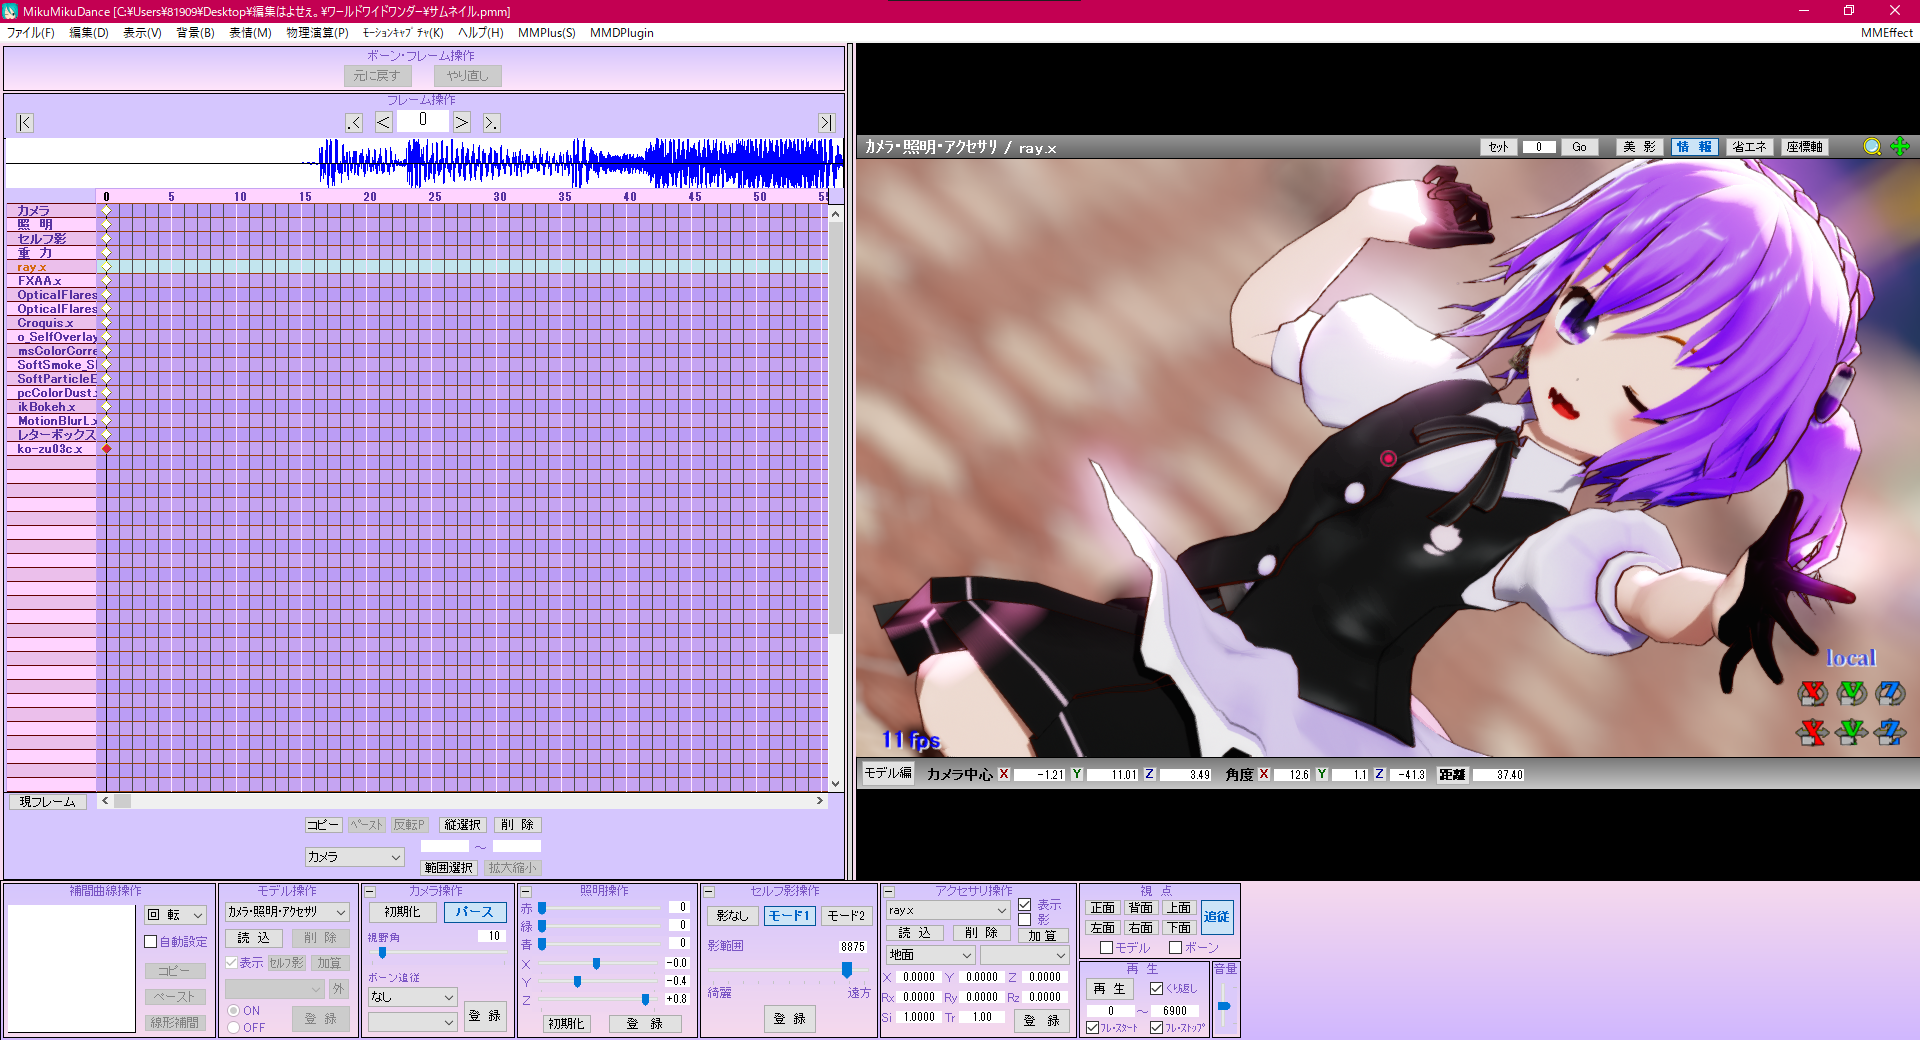 MikuMikuDance [C:¥Users¥81909¥Desktop¥編集はよせぇ。¥ワールドワイドワンダー¥サムネイル.pmm]
ファイル(F) 編集(D) 表示(V) 背景(B) 表情(M) 物理演算(P) ﾓｰｼｮﾝｷｬﾌﾟﾁｬ(K) ヘルプ(H) MMPlus(S) MMDPlugin MMEffect
ボーン・フレーム操作
元に戻す やり直し
フレーム操作
|< .< < 0 > >. >|
0 5 10 15 20 25 30 35 40 45 50 55
カメラ
照 明
セルフ影
重 力
ray.x
FXAA.x
OpticalFlares
OpticalFlares
Croquis.x
o_SelfOverlay
msColorCorre
SoftSmoke_S
SoftParticleE
pcColorDust.
ikBokeh.x
MotionBlurL.x
レターボックス
ko-zu03c.x
現フレーム
コピー ペースト 反転P 縦選択 削 除
カメラ ～
範囲選択 拡大縮小
ｶﾒﾗ・照明・ｱｸｾｻﾘ / ray.x セット 0 Go 美 影 情 報 省エネ 座標軸
local
X Y Z
X Y Z
11 fps
モデル編 カメラ中心 X -1.21 Y 11.01 Z 3.49 角度 X 12.6 Y 1.1 Z -41.3 距離 37.40
補間曲線操作
回 転
自動設定
コピー
ペースト
線形補間
モデル操作
ｶﾒﾗ・照明・ｱｸｾｻﾘ
読 込 削 除
表示 セルフ影 加算
外
ON
OFF
登 録
カメラ操作
初期化 パース
視野角 10
ボーン追従
なし
登 録
照明操作
赤 0
緑 0
青 0
X -0.0
Y -0.4
Z +0.8
初期化 登 録
セルフ影操作
影なし モード1 モード2
影範囲 8875
綺麗 遠方
登 録
アクセサリ操作
ray.x 表示
影
読 込 削 除 加 算
地面
X 0.0000 Y 0.0000 Z 0.0000
Rx 0.0000 Ry 0.0000 Rz 0.0000
Si 1.0000 Tr 1.00 登 録
視 点
正面 背面 上面 追従
左面 右面 下面
モデル ボーン
再 生
再 生 くり返し
0 ～ 6900
フレ・スタート フレ・ストップ
音量